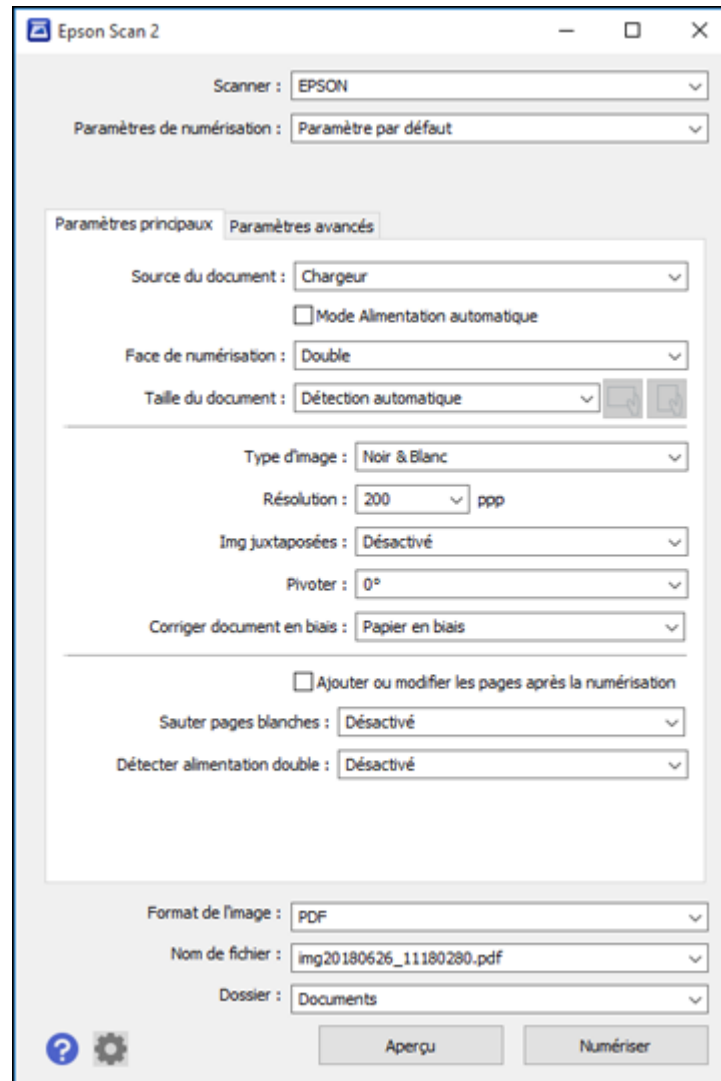 Epson Scan 2
Scanner : EPSON
Paramètres de numérisation : Paramètre par défaut
Paramètres principaux Paramètres avancés
Source du document : Chargeur
Mode Alimentation automatique
Face de numérisation : Double
Taille du document : Détection automatique
Type d'image : Noir & Blanc
Résolution : 200 ppp
Img juxtaposées : Désactivé
Pivoter : 0°
Corriger document en biais : Papier en biais
Ajouter ou modifier les pages après la numérisation
Sauter pages blanches : Désactivé
Détecter alimentation double : Désactivé
Format de l'image : PDF
Nom de fichier : img20180626_11180280.pdf
Dossier : Documents
? Aperçu Numériser